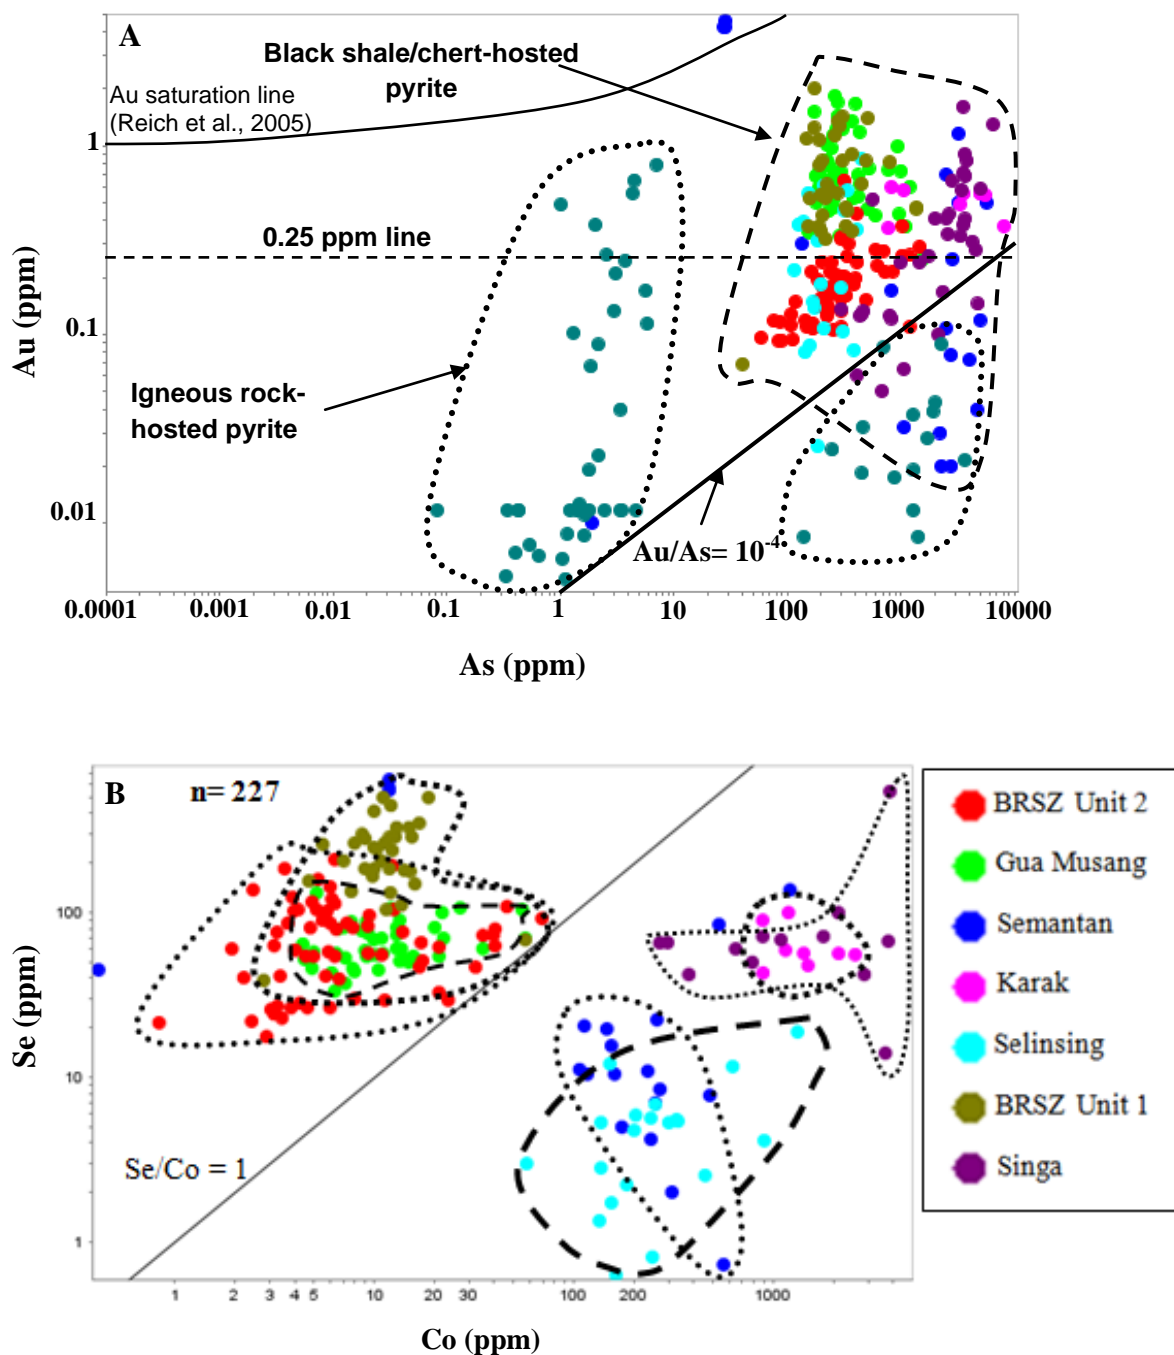 A
Black shale/chert-hosted
pyrite
Au saturation line
(Reich et al., 2005)
1
0.25 ppm line
0.1
Au (ppm)
Igneous rock-
hosted pyrite
0.01
Au/As= 10⁻⁴
0.0001 0.01 0.1 1 10 100 1000 10000
As (ppm)
B
n= 227
100
Se (ppm)
10
Se/Co = 1
1
1 2 3 4 5 10 20 30 100 200 1000
Co (ppm)
BRSZ Unit 2
Gua Musang
Semantan
Karak
Selinsing
BRSZ Unit 1
Singa